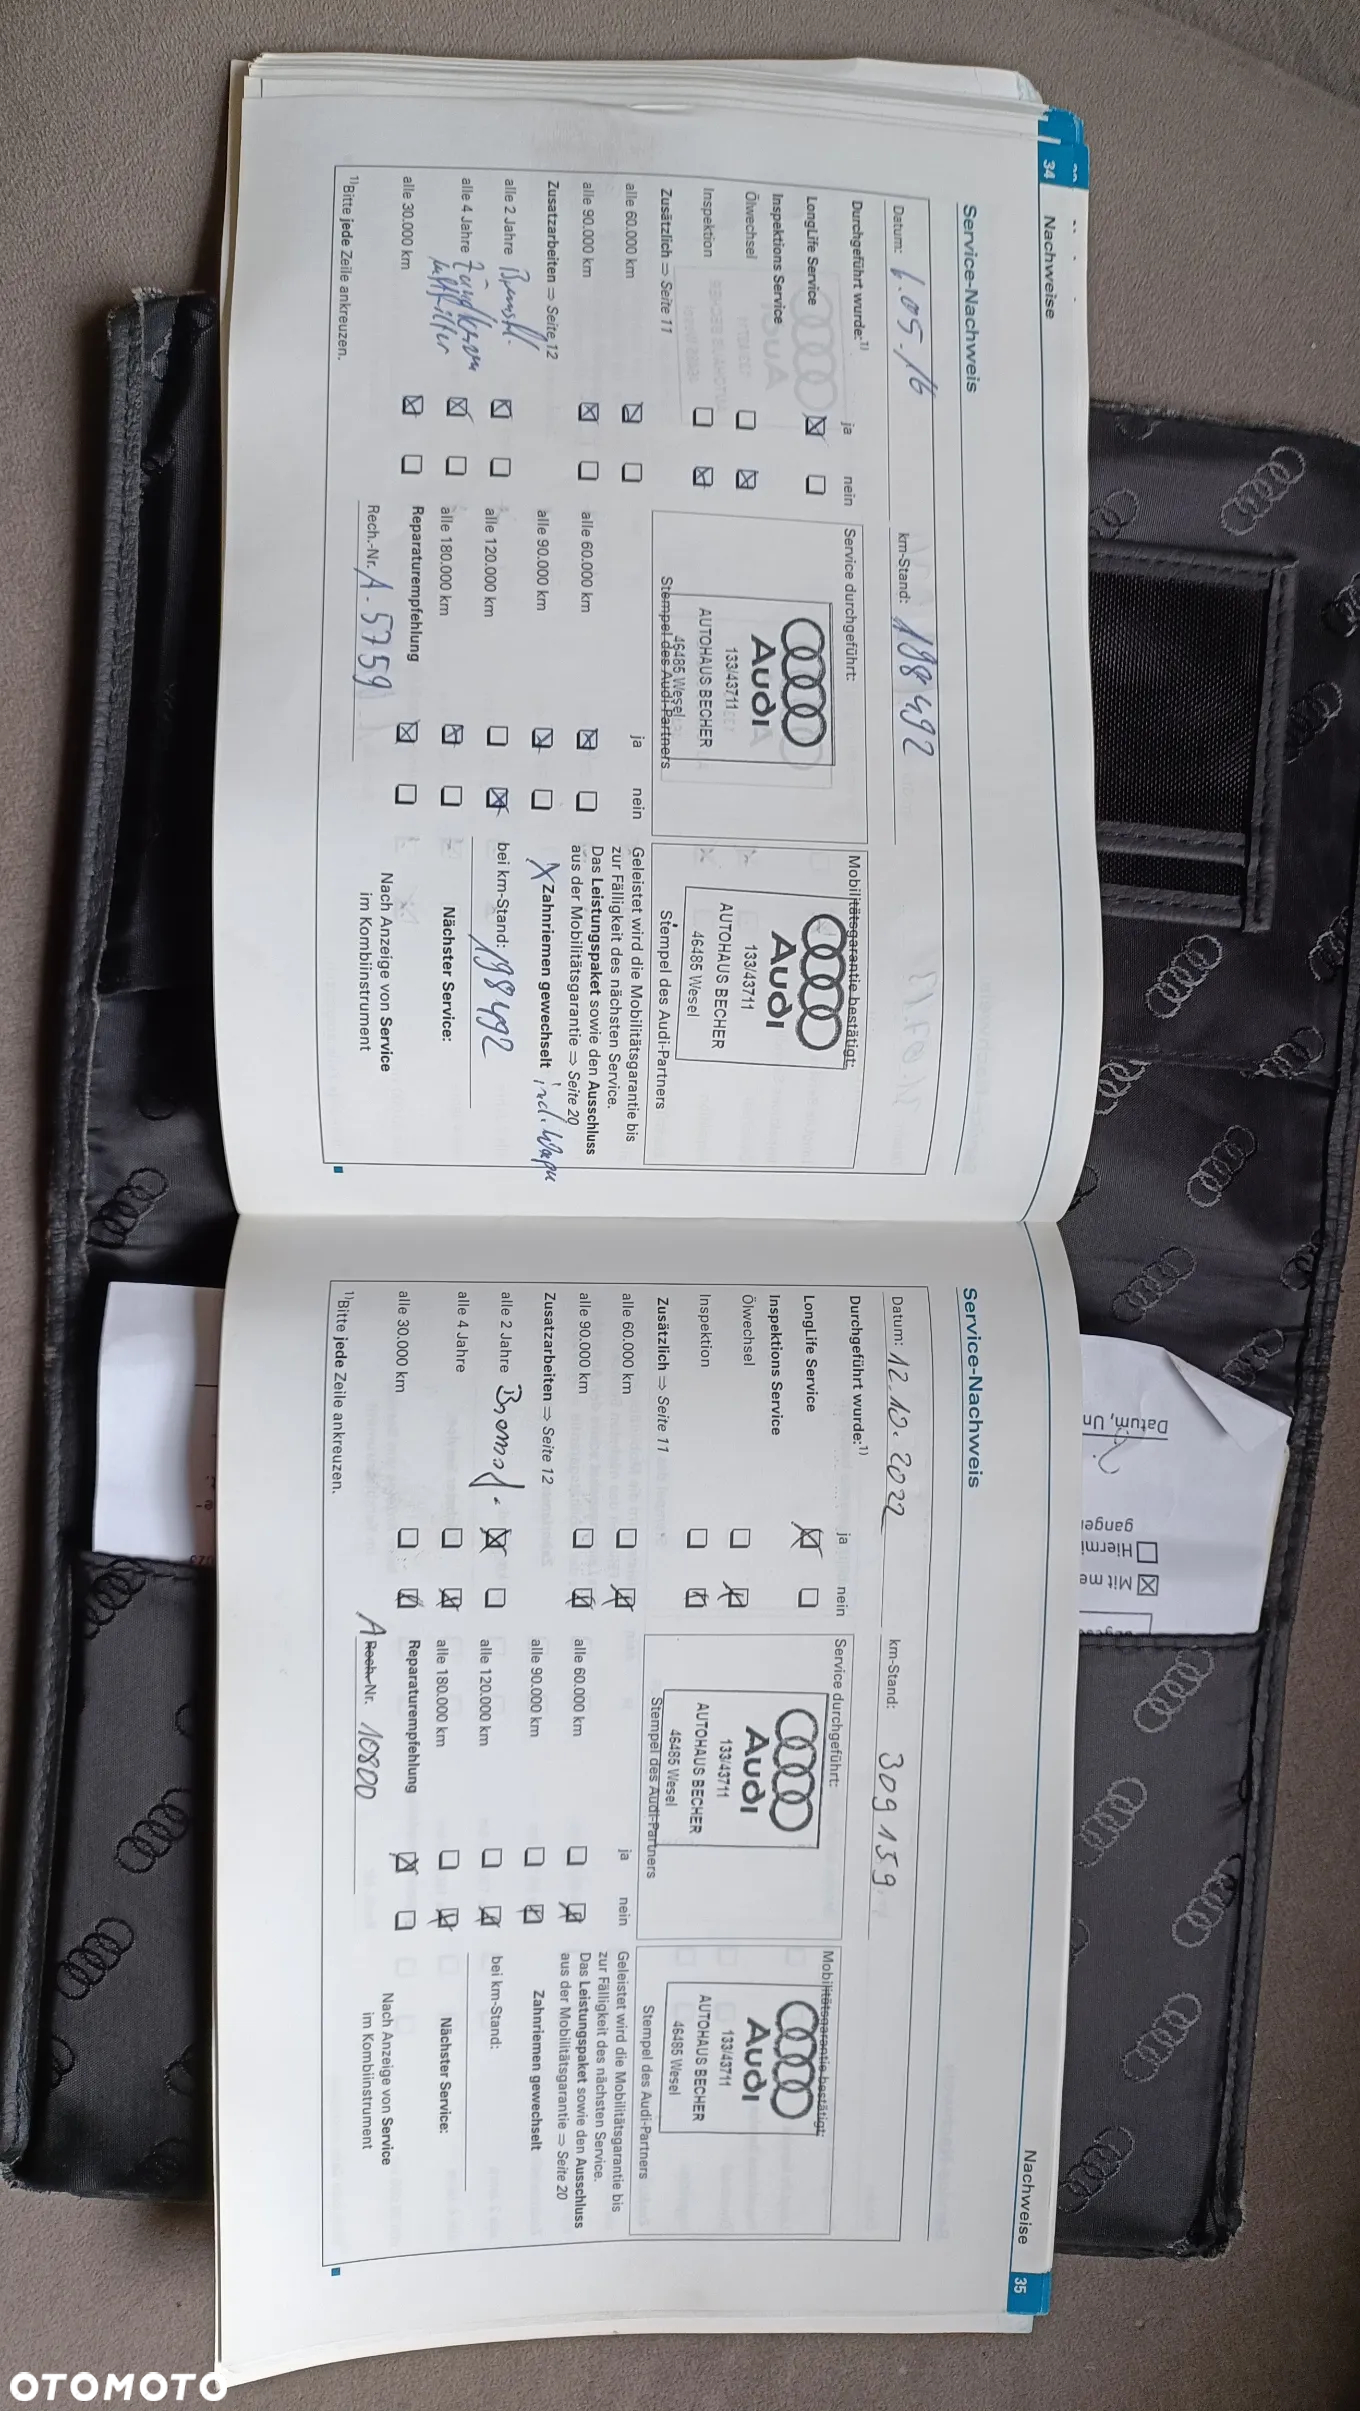 34 Nachweise
Service-Nachweis
Datum: 6.05.16
km-Stand: 198492
Durchgeführt wurde:1)
ja nein
LongLife Service
Inspektions Service
Ölwechsel
Inspektion
Zusätzlich ⇒ Seite 11
alle 60.000 km
alle 90.000 km
Zusatzarbeiten ⇒ Seite 12
alle 2 Jahre
alle 4 Jahre Zündkerzen
Luftfilter
alle 30.000 km
1)Bitte jede Zeile ankreuzen.
Service durchgeführt:
Audi
133/43711
AUTOHAUS BECHER
46485 Wesel
Stempel des Audi-Partners
ja nein
alle 60.000 km
alle 90.000 km
alle 120.000 km
alle 180.000 km
Reparaturempfehlung
Rech.-Nr. A-5759
Mobilitätsgarantie bestätigt:
Audi
133/43711
AUTOHAUS BECHER
46485 Wesel
Stempel des Audi-Partners
Geleistet wird die Mobilitätsgarantie bis
zur Fälligkeit des nächsten Service.
Das Leistungspaket sowie den Ausschluss
aus der Mobilitätsgarantie ⇒ Seite 20
X Zahnriemen gewechselt incl. Wapu
bei km-Stand: 198492
Nächster Service:
Nach Anzeige von Service
im Kombiinstrument
Nachweise 35
Service-Nachweis
Datum: 12.10.2022
km-Stand: 309159
Durchgeführt wurde:1)
ja nein
LongLife Service
Inspektions Service
Ölwechsel
Inspektion
Zusätzlich ⇒ Seite 11
alle 60.000 km
alle 90.000 km
Zusatzarbeiten ⇒ Seite 12
alle 2 Jahre
alle 4 Jahre
alle 30.000 km
1)Bitte jede Zeile ankreuzen.
Service durchgeführt:
Audi
133/43711
AUTOHAUS BECHER
46485 Wesel
Stempel des Audi-Partners
ja nein
alle 60.000 km
alle 90.000 km
alle 120.000 km
alle 180.000 km
Reparaturempfehlung
A Rech.-Nr. 10800
Mobilitätsgarantie bestätigt:
Audi
133/43711
AUTOHAUS BECHER
46485 Wesel
Stempel des Audi-Partners
Geleistet wird die Mobilitätsgarantie bis
zur Fälligkeit des nächsten Service.
Das Leistungspaket sowie den Ausschluss
aus der Mobilitätsgarantie ⇒ Seite 20
Zahnriemen gewechselt
bei km-Stand:
Nächster Service:
Nach Anzeige von Service
im Kombiinstrument
Datum, Un
Hiermi
gangen
Mit me
OTOMOTO